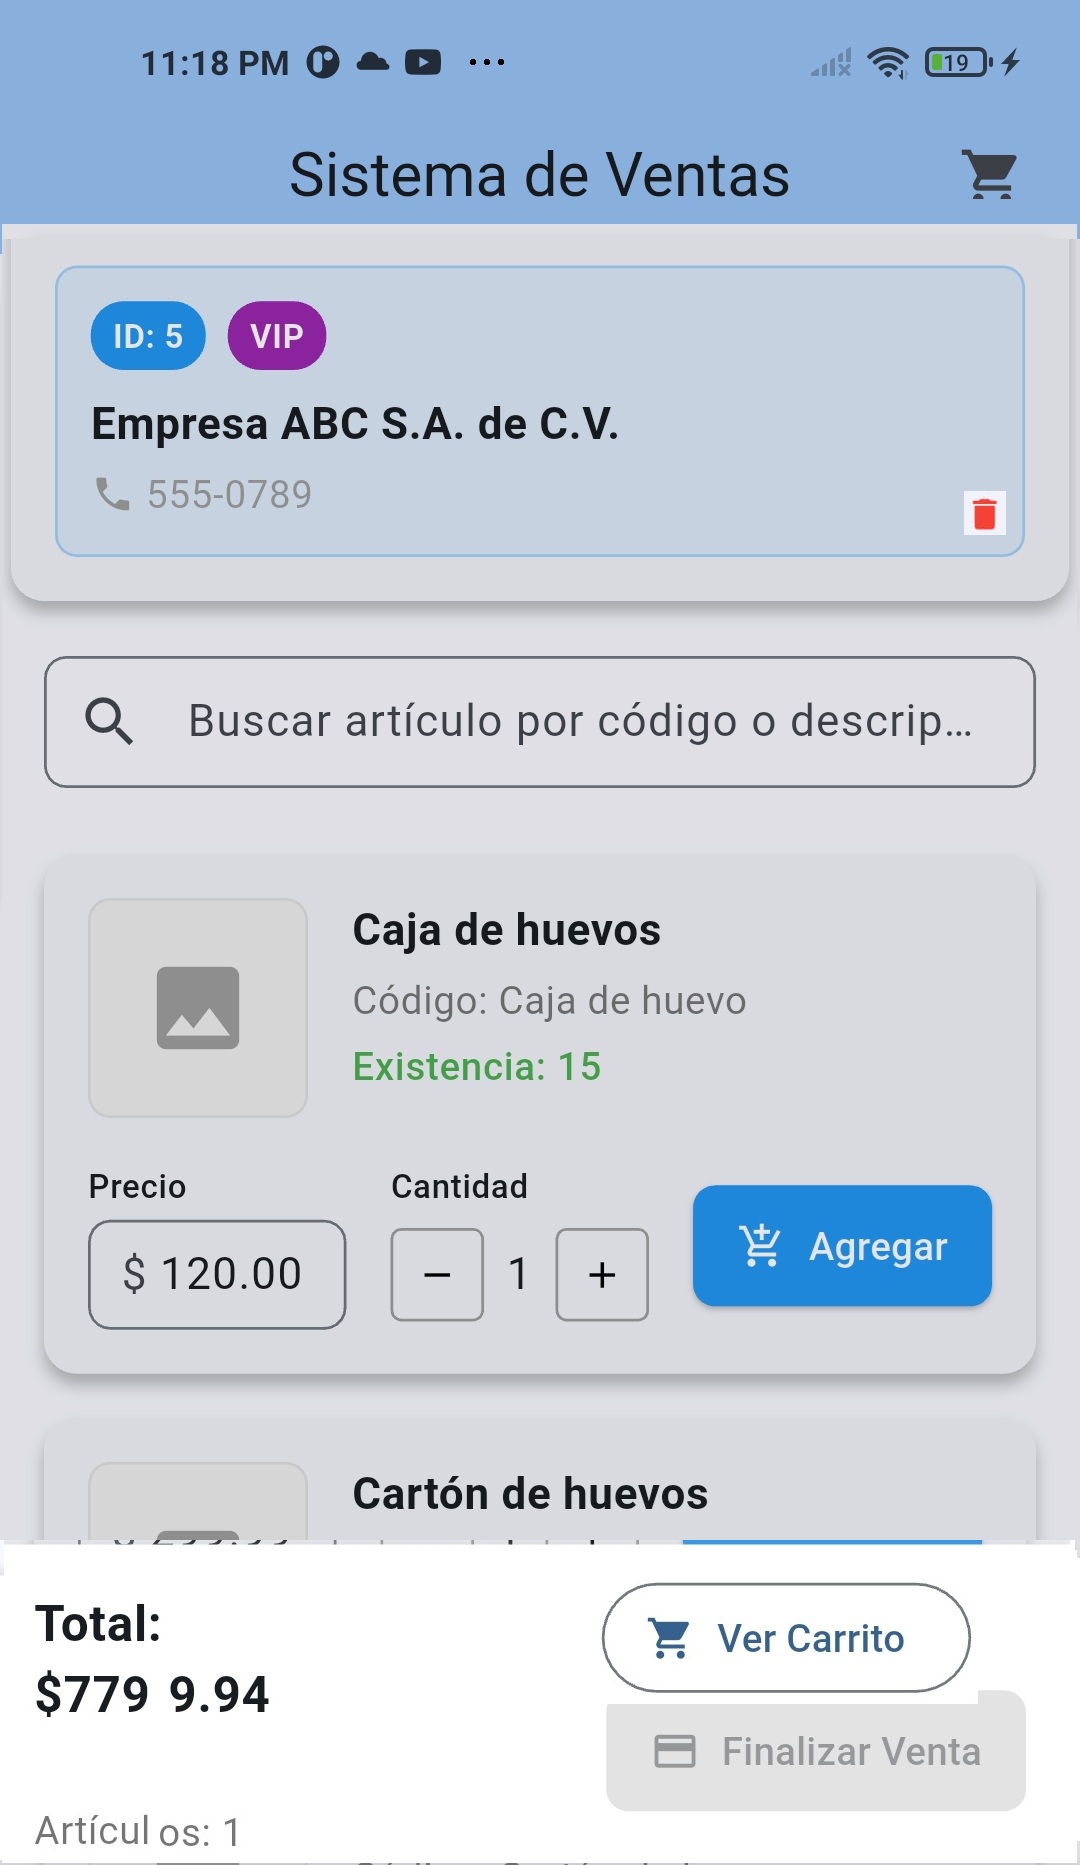 11:18 PM
19
Sistema de Ventas
ID: 5 VIP
Empresa ABC S.A. de C.V.
555-0789
Buscar artículo por código o descrip...
Caja de huevos
Código: Caja de huevo
Existencia: 15
Precio Cantidad
$ 120.00 − 1 + Agregar
Cartón de huevos
Total:
$779 9.94
Ver Carrito
Finalizar Venta
Artícul os: 1